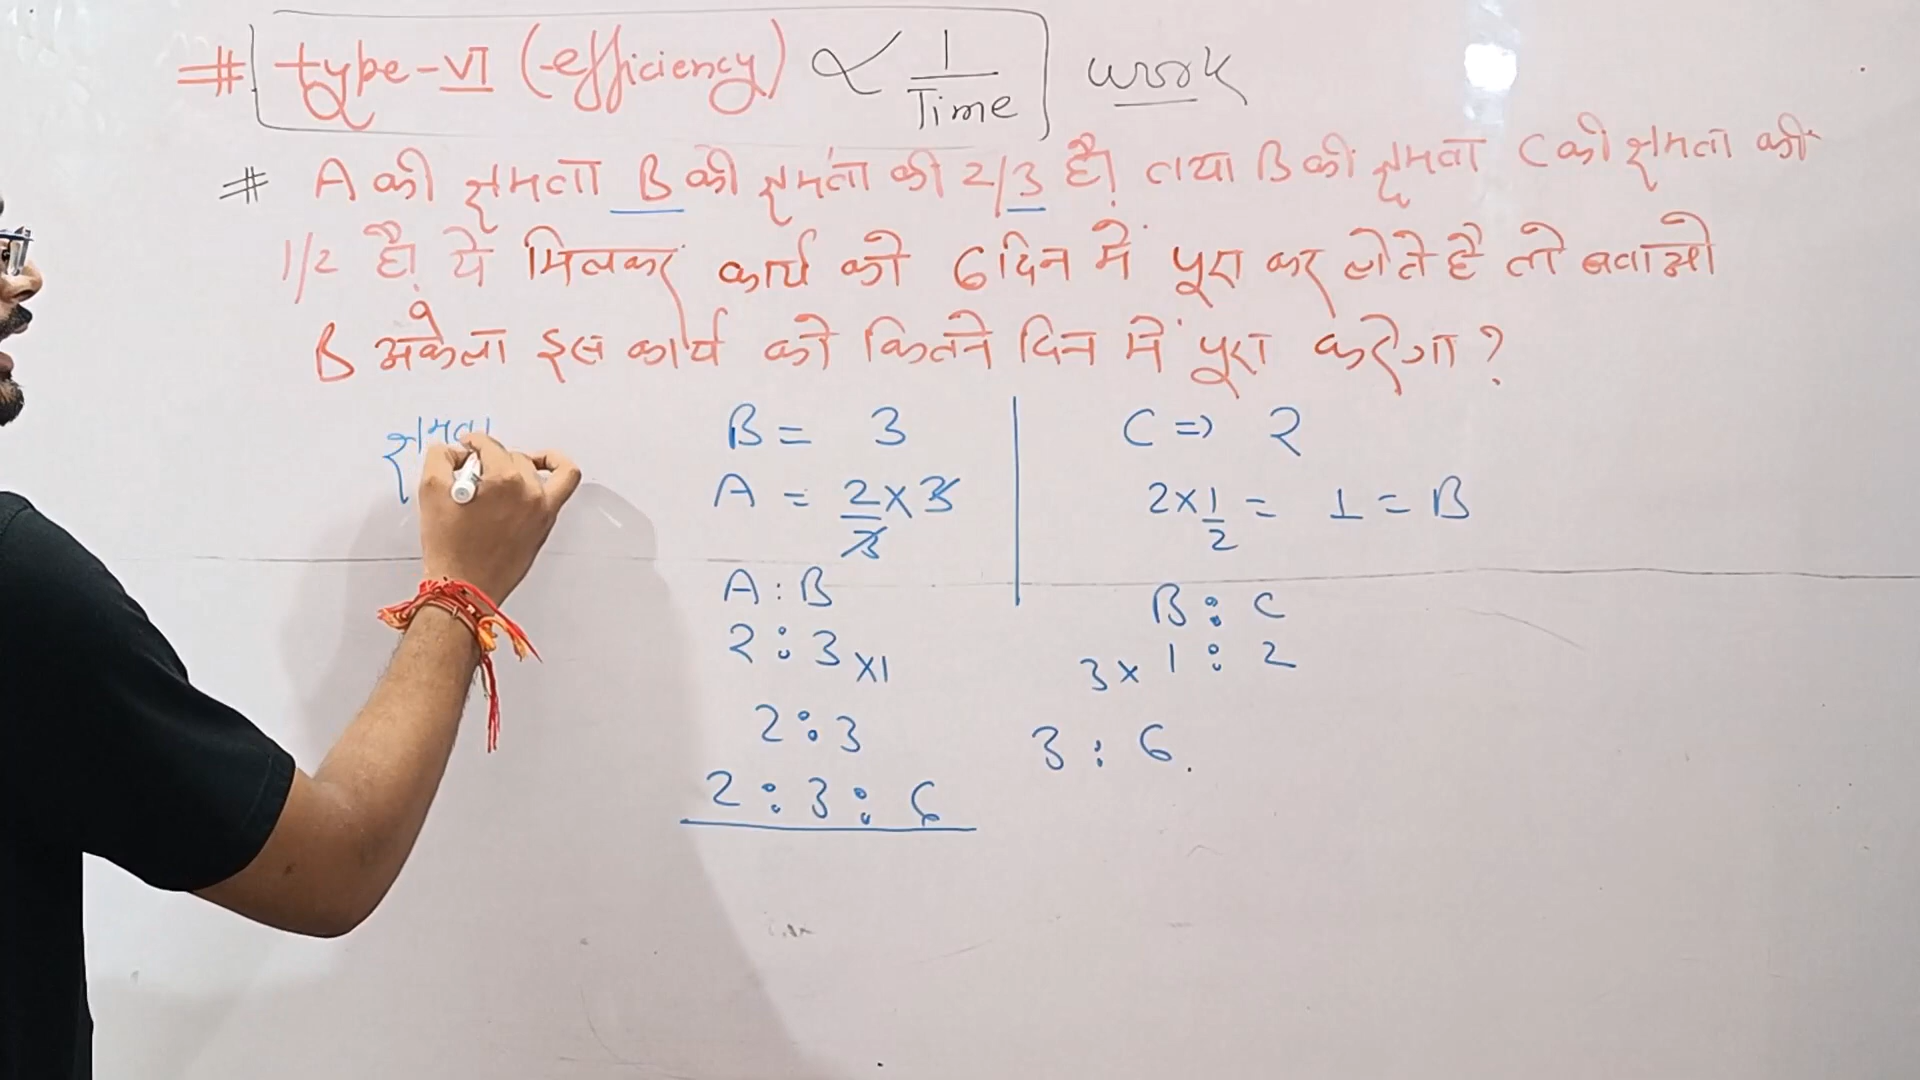 # type-VI (efficiency) ∝ 1/Time work
# A की क्षमता B की क्षमता की 2/3 है। तथा B की क्षमता C की क्षमता की
1/2 है। ये मिलकर कार्य को 6 दिन में पूरा कर लेते है तो बताओ
B अकेला इस कार्य को कितने दिन में पूरा करेगा ?
क्षमता
B = 3
A = 2/3 × 3
A : B
2 : 3 ×1
2 : 3
2 : 3 : 6
C => 2
2 × 1/2 = 1 = B
B : C
3 × 1 : 2
3 : 6